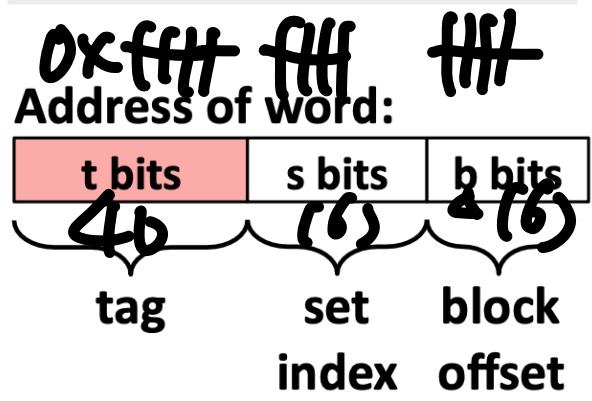 0xffff ffff ffff
Address of word:
t bits s bits b bits
40 (6) (6)
tag set block
index offset